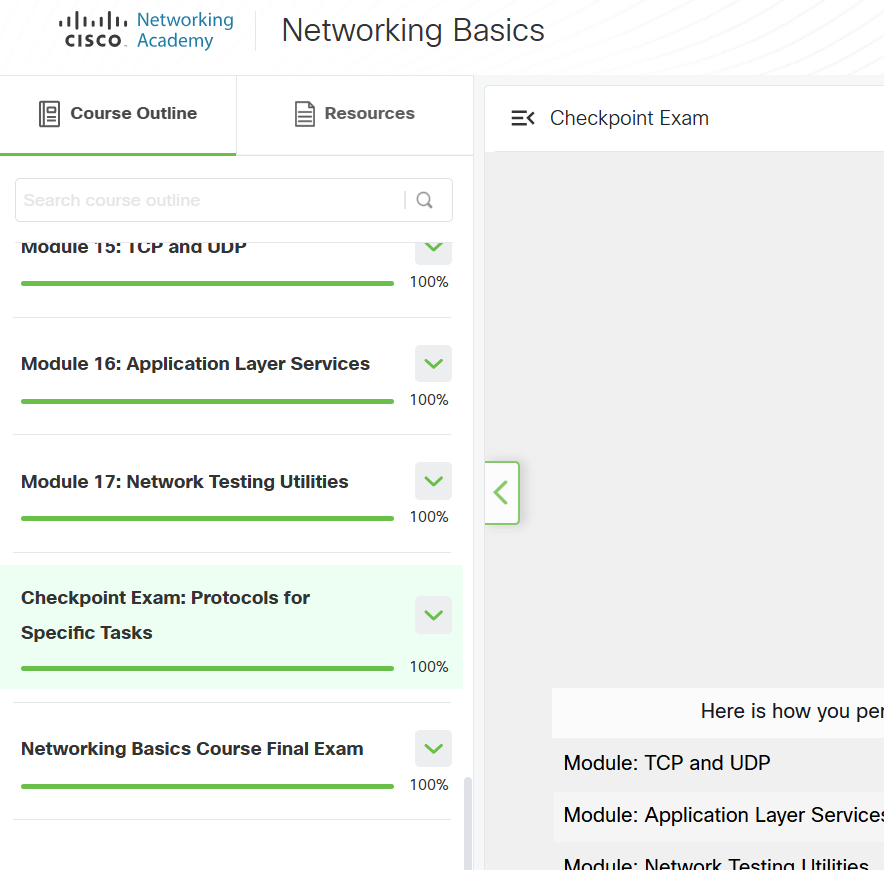 CISCO
Networking
Academy
Networking Basics
Course Outline
Resources
Checkpoint Exam
Search course outline
Module 15: TCP and UDP
100%
Module 16: Application Layer Services
100%
Module 17: Network Testing Utilities
100%
Checkpoint Exam: Protocols for
Specific Tasks
100%
Networking Basics Course Final Exam
100%
Here is how you per
Module: TCP and UDP
Module: Application Layer Services
Module: Network Testing Utilities